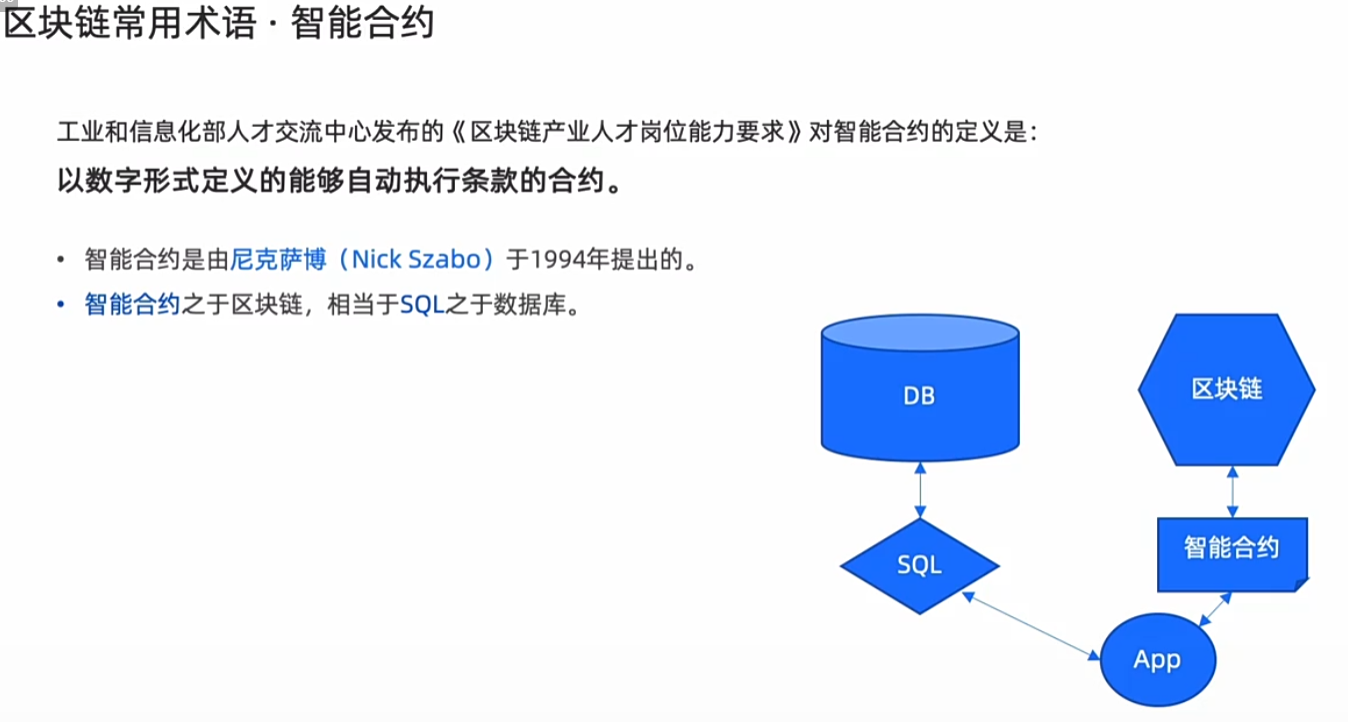 区块链常用术语 · 智能合约
工业和信息化部人才交流中心发布的《区块链产业人才岗位能力要求》对智能合约的定义是：
以数字形式定义的能够自动执行条款的合约。
• 智能合约是由尼克萨博（Nick Szabo）于1994年提出的。
• 智能合约之于区块链，相当于SQL之于数据库。
DB
区块链
SQL
智能合约
App